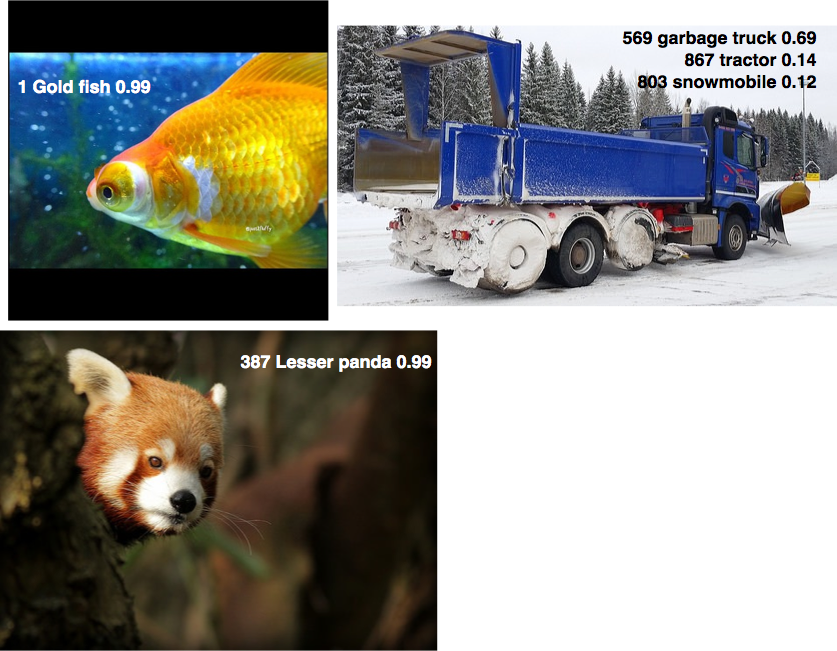 1 Gold fish 0.99
569 garbage truck 0.69
867 tractor 0.14
803 snowmobile 0.12
387 Lesser panda 0.99